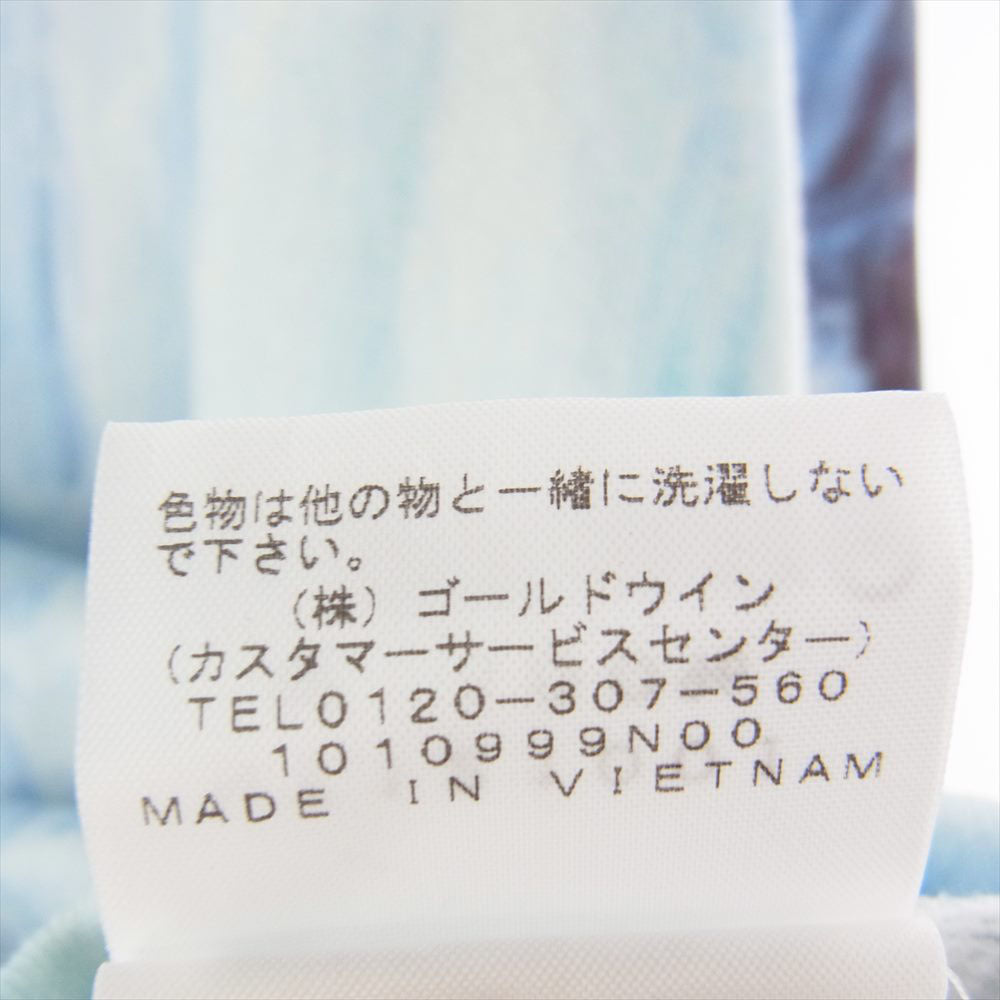 色物は他の物と一緒に洗濯しない
で下さい。
（株）ゴールドウイン
（カスタマーサービスセンター）
TEL0120-307-560
1010999N00
MADE IN VIETNAM